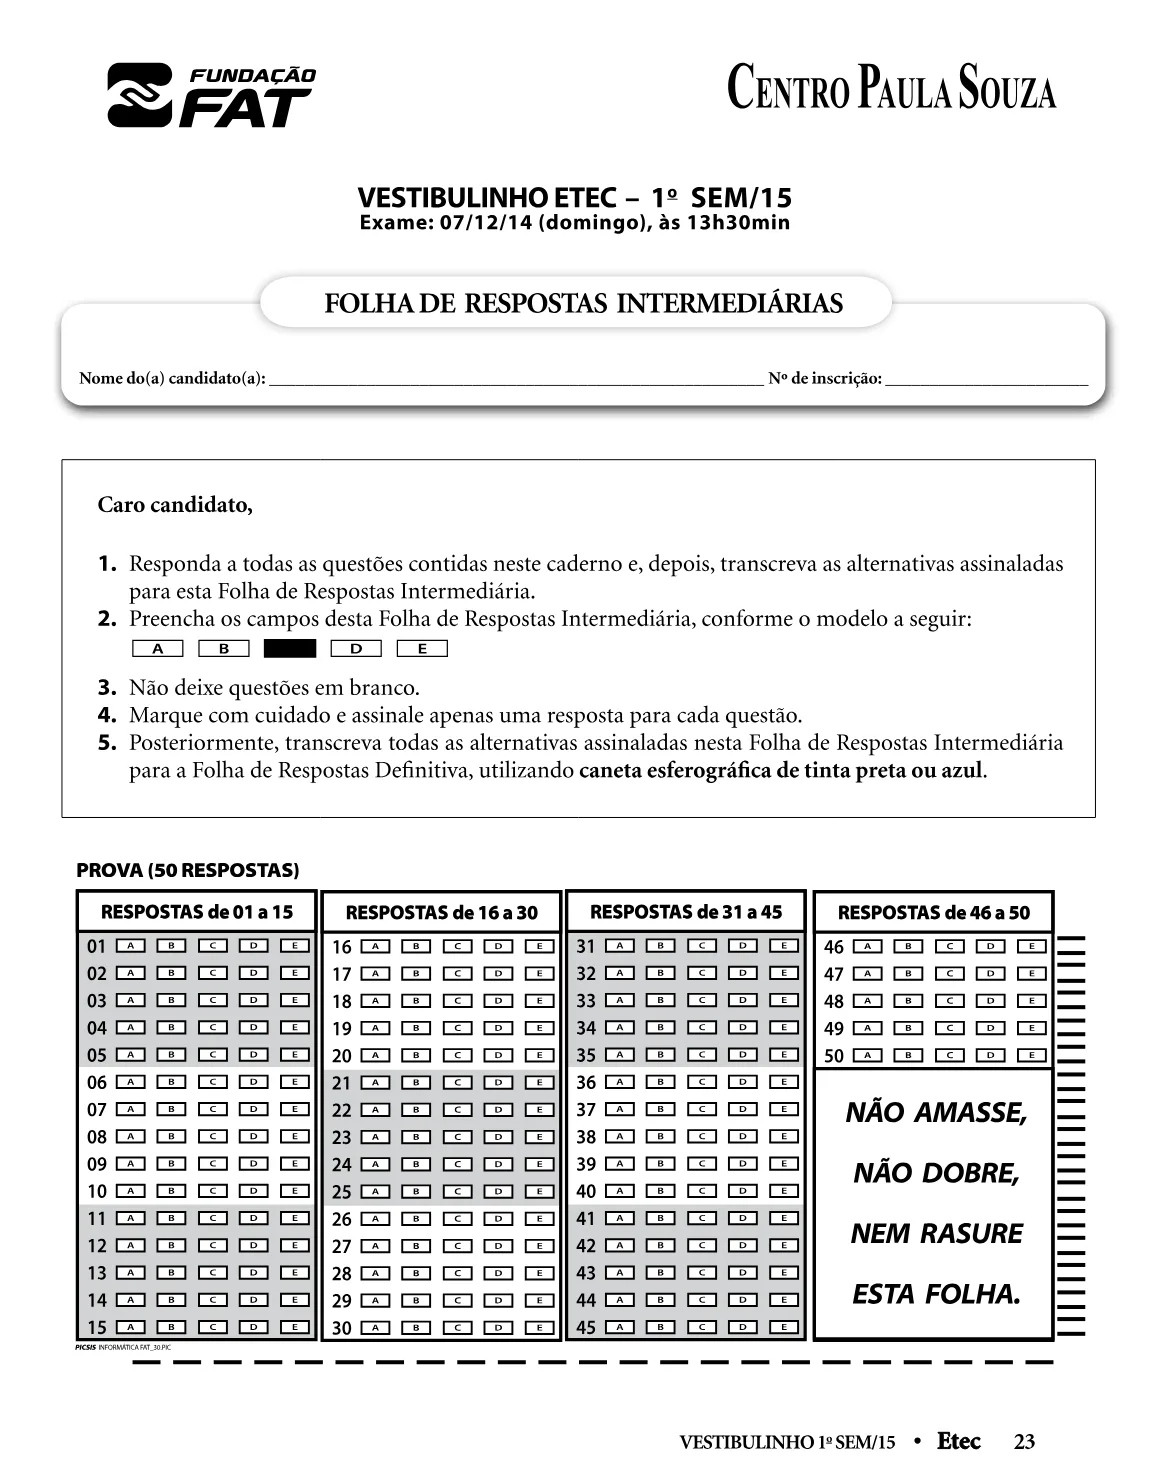 FUNDAÇÃO
FAT
CENTRO PAULA SOUZA
VESTIBULINHO ETEC – 1º SEM/15
Exame: 07/12/14 (domingo), às 13h30min
FOLHA DE RESPOSTAS INTERMEDIÁRIAS
Nome do(a) candidato(a): ________________________________________________________ Nº de inscrição: _______________________
Caro candidato,
1. Responda a todas as questões contidas neste caderno e, depois, transcreva as alternativas assinaladas
para esta Folha de Respostas Intermediária.
2. Preencha os campos desta Folha de Respostas Intermediária, conforme o modelo a seguir:
A B D E
3. Não deixe questões em branco.
4. Marque com cuidado e assinale apenas uma resposta para cada questão.
5. Posteriormente, transcreva todas as alternativas assinaladas nesta Folha de Respostas Intermediária
para a Folha de Respostas Definitiva, utilizando caneta esferográfica de tinta preta ou azul.
PROVA (50 RESPOSTAS)
RESPOSTAS de 01 a 15
01 A B C D E
02 A B C D E
03 A B C D E
04 A B C D E
05 A B C D E
06 A B C D E
07 A B C D E
08 A B C D E
09 A B C D E
10 A B C D E
11 A B C D E
12 A B C D E
13 A B C D E
14 A B C D E
15 A B C D E
RESPOSTAS de 16 a 30
16 A B C D E
17 A B C D E
18 A B C D E
19 A B C D E
20 A B C D E
21 A B C D E
22 A B C D E
23 A B C D E
24 A B C D E
25 A B C D E
26 A B C D E
27 A B C D E
28 A B C D E
29 A B C D E
30 A B C D E
RESPOSTAS de 31 a 45
31 A B C D E
32 A B C D E
33 A B C D E
34 A B C D E
35 A B C D E
36 A B C D E
37 A B C D E
38 A B C D E
39 A B C D E
40 A B C D E
41 A B C D E
42 A B C D E
43 A B C D E
44 A B C D E
45 A B C D E
RESPOSTAS de 46 a 50
46 A B C D E
47 A B C D E
48 A B C D E
49 A B C D E
50 A B C D E
NÃO AMASSE,
NÃO DOBRE,
NEM RASURE
ESTA FOLHA.
PICSIS INFORMÁTICA FAT_30.PIC
VESTIBULINHO 1º SEM/15 • Etec 23